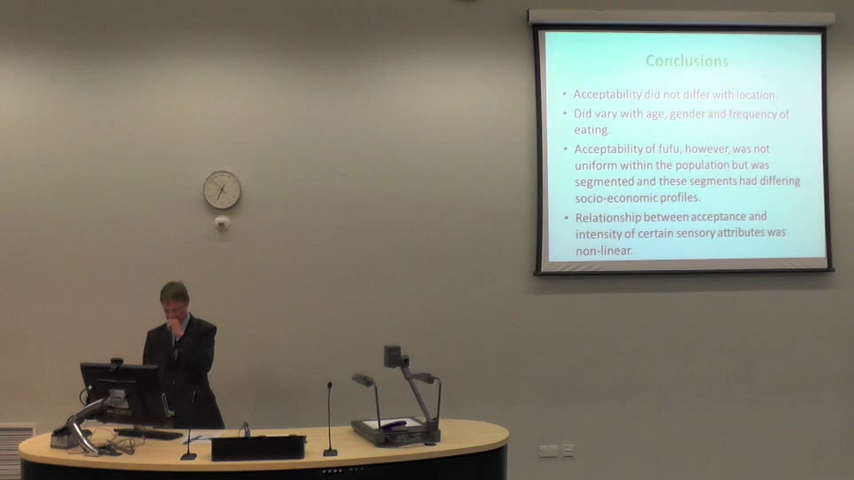 Conclusions
• Acceptability did not differ with location.
• Did vary with age, gender and frequency of
eating.
• Acceptability of fufu, however, was not
uniform within the population but was
segmented and these segments had differing
socio-economic profiles.
• Relationship between acceptance and
intensity of certain sensory attributes was
non-linear.